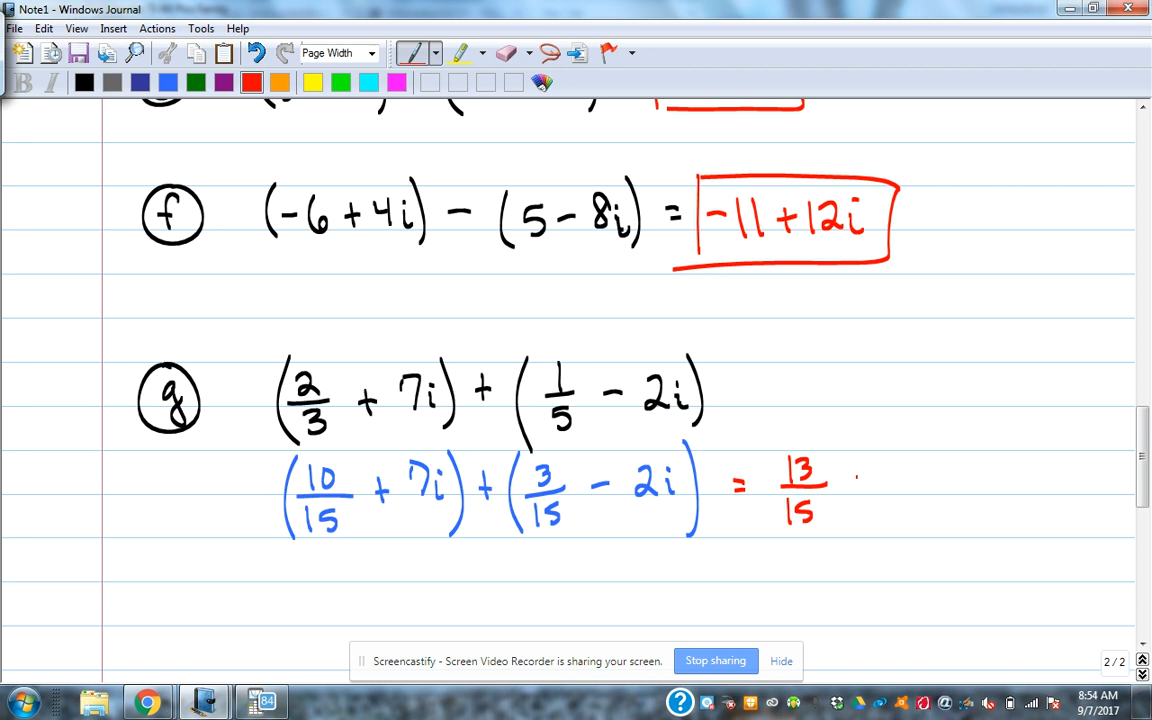 Note1 - Windows Journal
File Edit View Insert Actions Tools Help
Page Width
B I
f (-6 + 4i) - (5 - 8i) = -11 + 12i
g (2/3 + 7i) + (1/5 - 2i)
(10/15 + 7i) + (3/15 - 2i) = 13/15
Screencastify - Screen Video Recorder is sharing your screen. Stop sharing Hide
2 / 2
84
8:54 AM
9/7/2017